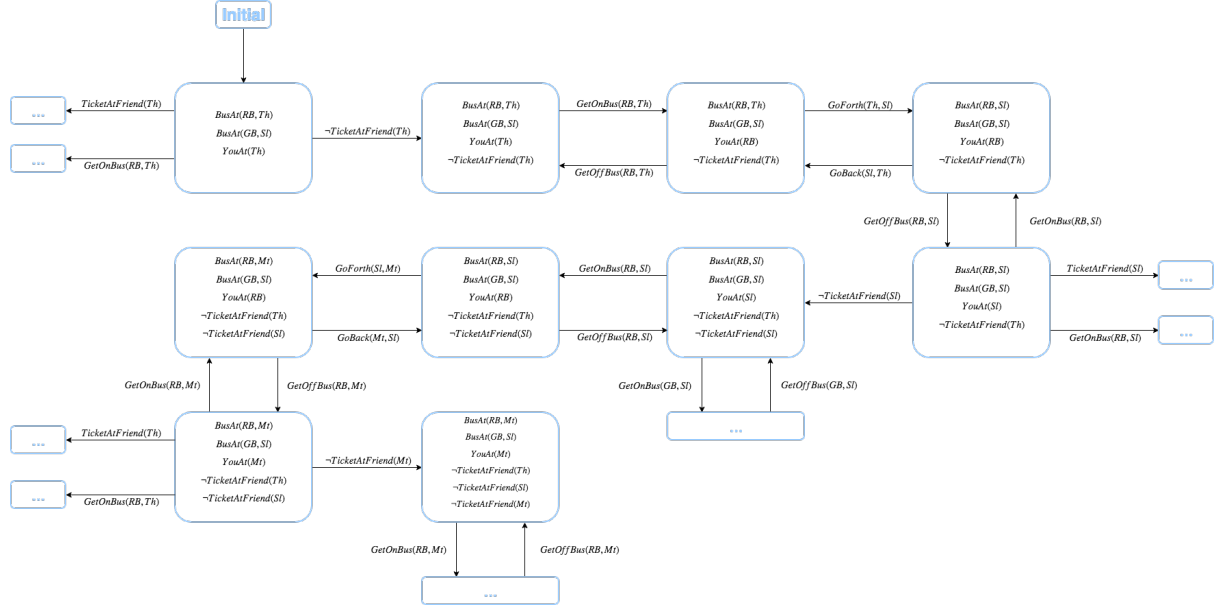 Initial
TicketAtFriend(Th)
...
...
GetOnBus(RB,Th)
BusAt(RB,Th)
BusAt(GB,Sl)
YouAt(Th)
¬TicketAtFriend(Th)
BusAt(RB,Th)
BusAt(GB,Sl)
YouAt(Th)
¬TicketAtFriend(Th)
GetOnBus(RB,Th)
GetOffBus(RB,Th)
BusAt(RB,Th)
BusAt(GB,Sl)
YouAt(RB)
¬TicketAtFriend(Th)
GoForth(Th,Sl)
GoBack(Sl,Th)
BusAt(RB,Sl)
BusAt(GB,Sl)
YouAt(RB)
¬TicketAtFriend(Th)
GetOffBus(RB,Sl)
GetOnBus(RB,Sl)
BusAt(RB,Mt)
BusAt(GB,Sl)
YouAt(RB)
¬TicketAtFriend(Th)
¬TicketAtFriend(Sl)
GoForth(Sl,Mt)
GoBack(Mt,Sl)
BusAt(RB,Sl)
BusAt(GB,Sl)
YouAt(RB)
¬TicketAtFriend(Th)
¬TicketAtFriend(Sl)
GetOnBus(RB,Sl)
GetOffBus(RB,Sl)
BusAt(RB,Sl)
BusAt(GB,Sl)
YouAt(Sl)
¬TicketAtFriend(Th)
¬TicketAtFriend(Sl)
¬TicketAtFriend(Sl)
BusAt(RB,Sl)
BusAt(GB,Sl)
YouAt(Sl)
¬TicketAtFriend(Th)
TicketAtFriend(Sl)
...
GetOnBus(RB,Sl)
...
GetOnBus(RB,Mt)
GetOffBus(RB,Mt)
GetOnBus(GB,Sl)
GetOffBus(GB,Sl)
...
TicketAtFriend(Th)
...
...
GetOnBus(RB,Th)
BusAt(RB,Mt)
BusAt(GB,Sl)
YouAt(Mt)
¬TicketAtFriend(Th)
¬TicketAtFriend(Sl)
¬TicketAtFriend(Mt)
BusAt(RB,Mt)
BusAt(GB,Sl)
YouAt(Mt)
¬TicketAtFriend(Th)
¬TicketAtFriend(Sl)
¬TicketAtFriend(Mt)
GetOnBus(RB,Mt)
GetOffBus(RB,Mt)
...